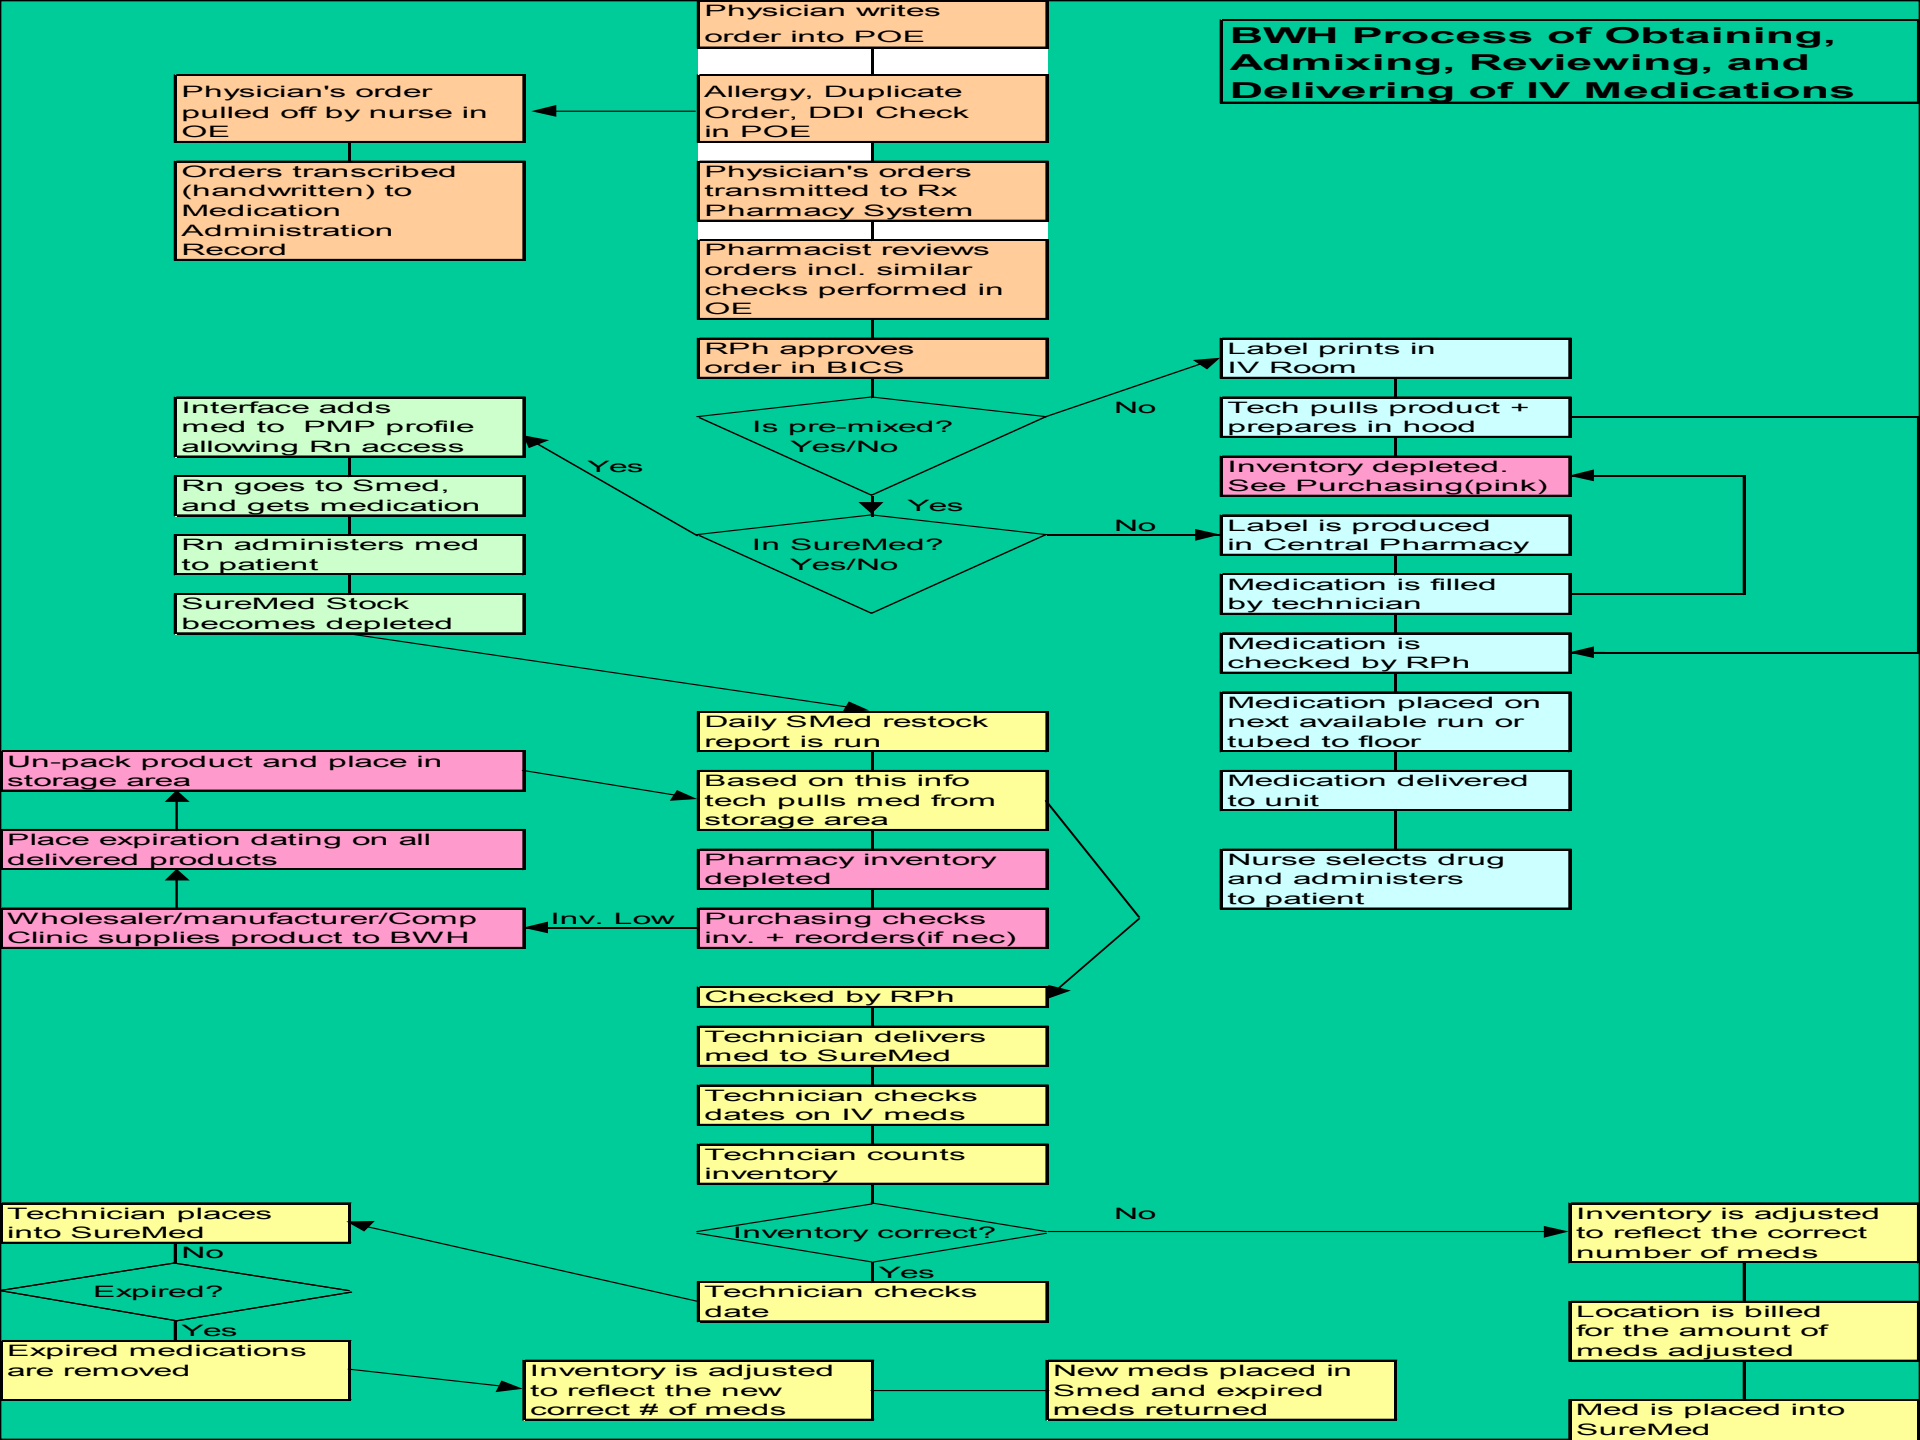 Physician writes
order into POE
BWH Process of Obtaining,
Admixing, Reviewing, and
Delivering of IV Medications
Physician's order
pulled off by nurse in
OE
Allergy, Duplicate
Order, DDI Check
in POE
Orders transcribed
(handwritten) to
Medication
Administration
Record
Physician's orders
transmitted to Rx
Pharmacy System
Pharmacist reviews
orders incl. similar
checks performed in
OE
RPh approves
order in BICS
Label prints in
IV Room
Is pre-mixed?
Yes/No
No
Tech pulls product +
prepares in hood
Interface adds
med to  PMP profile
allowing Rn access
Yes
Inventory depleted.
See Purchasing(pink)
Rn goes to Smed,
and gets medication
Yes
In SureMed?
Yes/No
No
Label is produced
in Central Pharmacy
Rn administers med
to patient
Medication is filled
by technician
SureMed Stock
becomes depleted
Medication is
checked by RPh
Medication placed on
next available run or
tubed to floor
Daily SMed restock
report is run
Un-pack product and place in
storage area
Based on this info
tech pulls med from
storage area
Medication delivered
to unit
Place expiration dating on all
delivered products
Pharmacy inventory
depleted
Nurse selects drug
and administers
to patient
Wholesaler/manufacturer/Comp
Clinic supplies product to BWH
Inv. Low
Purchasing checks
inv. + reorders(if nec)
Checked by RPh
Technician delivers
med to SureMed
Technician checks
dates on IV meds
Techncian counts
inventory
Technician places
into SureMed
Inventory correct?
No
Inventory is adjusted
to reflect the correct
number of meds
No
Expired?
Yes
Yes
Technician checks
date
Location is billed
for the amount of
meds adjusted
Expired medications
are removed
Inventory is adjusted
to reflect the new
correct # of meds
New meds placed in
Smed and expired
meds returned
Med is placed into
SureMed